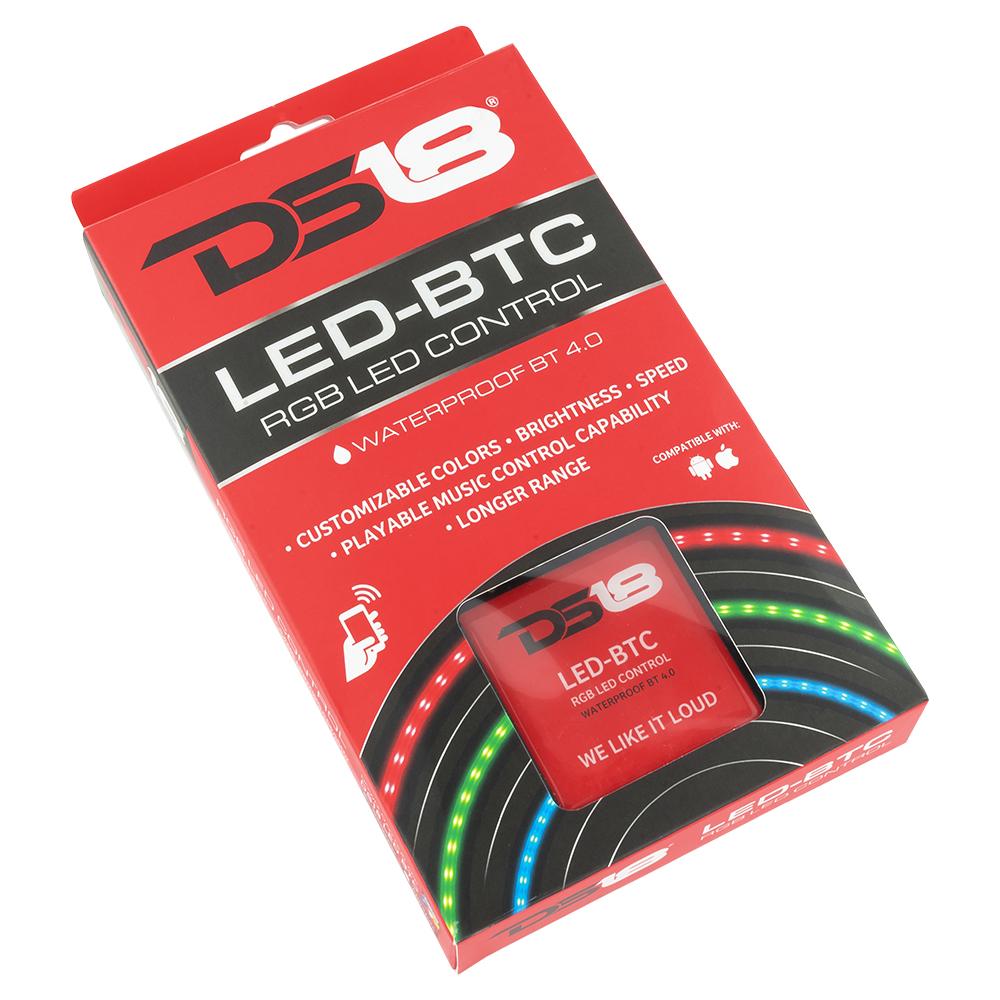 DS18®
LED-BTC
RGB LED CONTROL
WATERPROOF BT 4.0
• CUSTOMIZABLE COLORS • BRIGHTNESS • SPEED
• PLAYABLE MUSIC CONTROL CAPABILITY
• LONGER RANGE
COMPATIBLE WITH:
DS18
LED-BTC
RGB LED CONTROL
WATERPROOF BT 4.0
WE LIKE IT LOUD
DS18
LED-BTC
RGB LED CONTROL